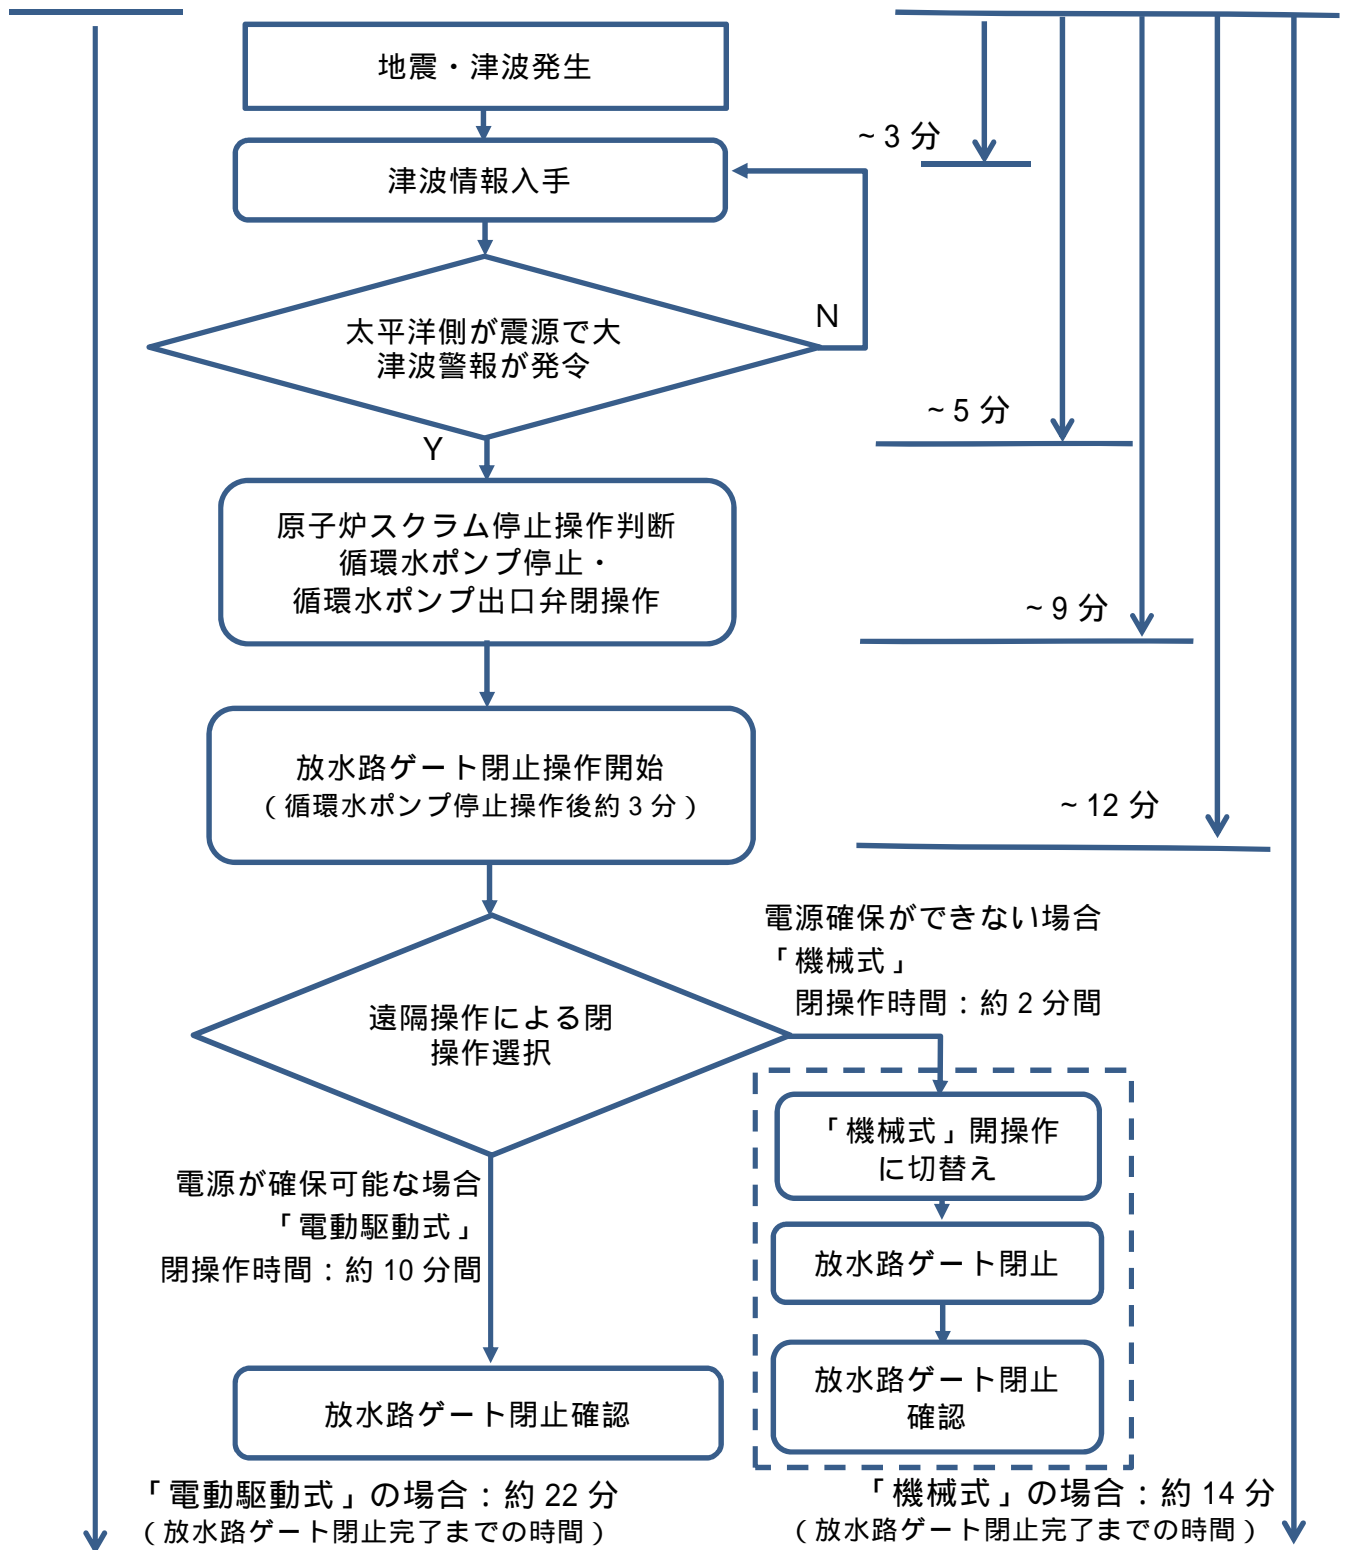 地震・津波発生
~ 3 分
津波情報入手
N
太平洋側が震源で大
津波警報が発令
~ 5 分
Y
原子炉スクラム停止操作判断
循環水ポンプ停止・
循環水ポンプ出口弁閉操作
~ 9 分
放水路ゲート閉止操作開始
（循環水ポンプ停止操作後約 3 分）
~ 12 分
電源確保ができない場合
「機械式」
閉操作時間：約 2 分間
遠隔操作による閉
操作選択
「機械式」開操作
に切替え
電源が確保可能な場合
「電動駆動式」
閉操作時間：約 10 分間
放水路ゲート閉止
放水路ゲート閉止
確認
放水路ゲート閉止確認
「電動駆動式」の場合：約 22 分
（放水路ゲート閉止完了までの時間）
「機械式」の場合：約 14 分
（放水路ゲート閉止完了までの時間）